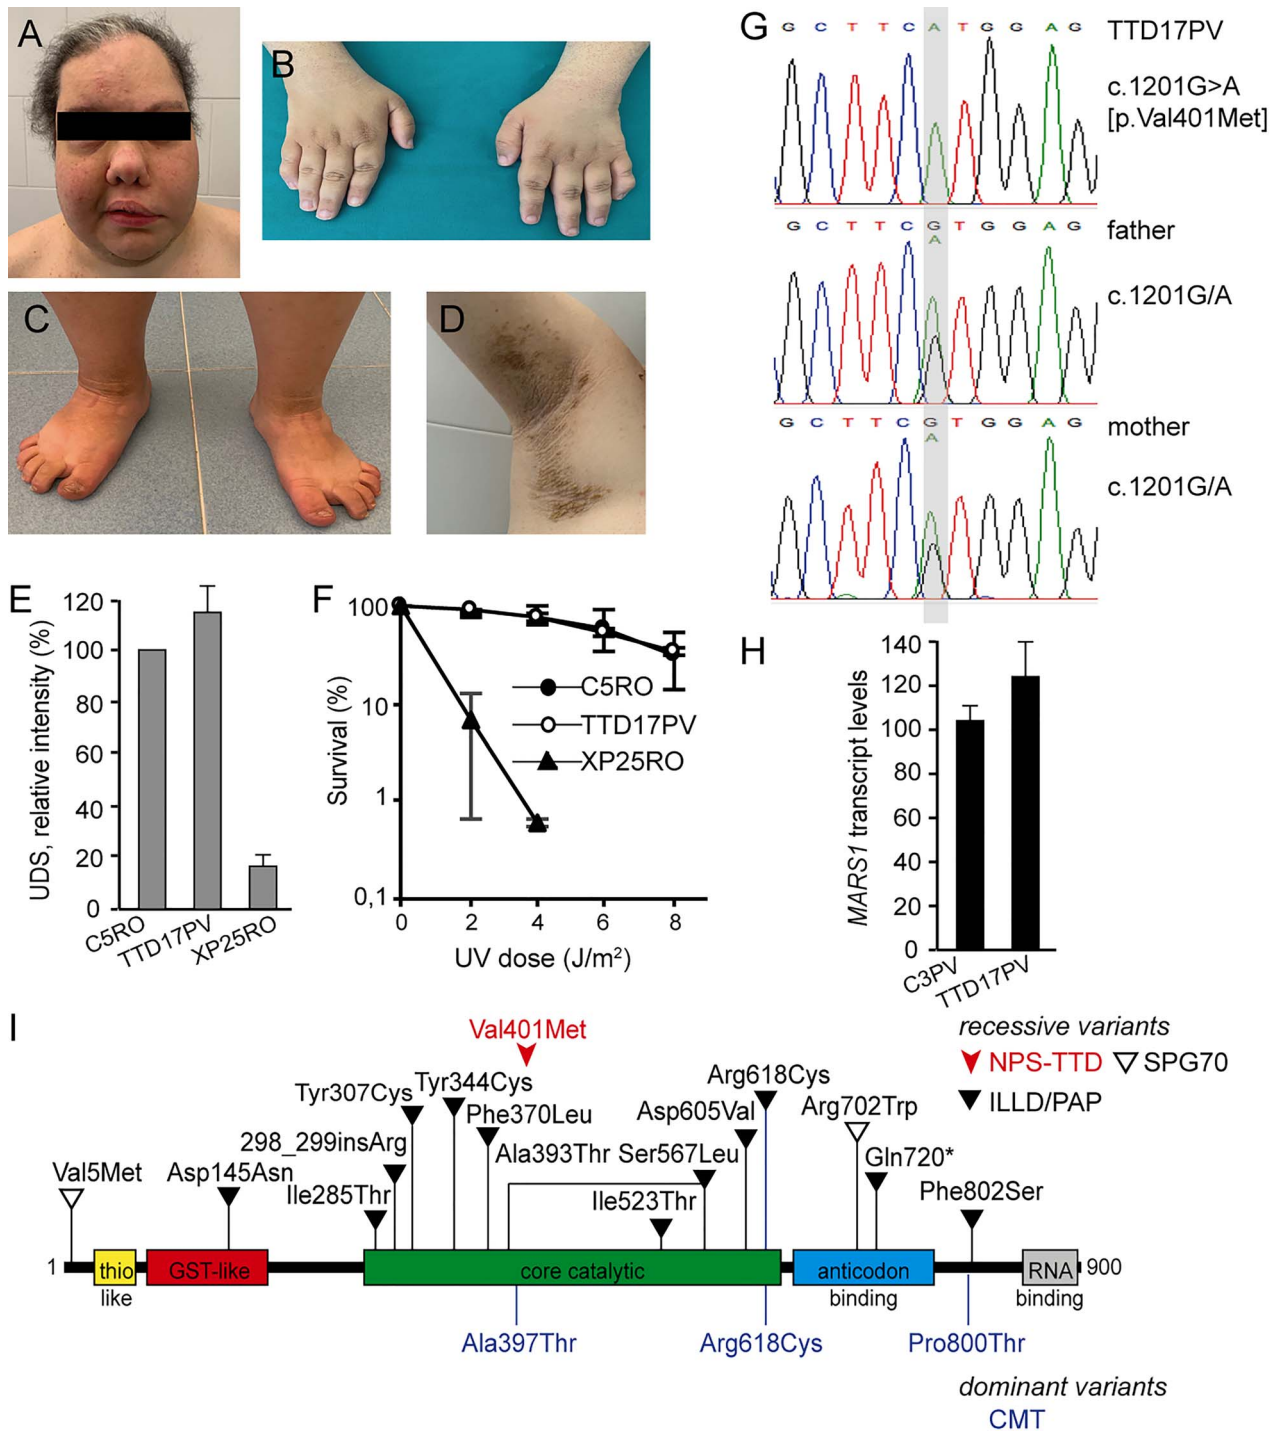 A
B
C
D
G
G C T T C A T G G A G
TTD17PV
c.1201G>A
[p.Val401Met]
G C T T C G T G G A G
A
father
c.1201G/A
G C T T C G T G G A G
A
mother
c.1201G/A
E
UDS, relative intensity (%)
120
100
80
60
40
20
0
C5RO
TTD17PV
XP25RO
F
Survival (%)
100
10
1
0,1
0 2 4 6 8
UV dose (J/m²)
C5RO
TTD17PV
XP25RO
H
MARS1 transcript levels
140
120
100
80
60
40
20
0
C3PV
TTD17PV
I
recessive variants
NPS-TTD SPG70
ILLD/PAP
Val401Met
Tyr307Cys Tyr344Cys Arg618Cys
Phe370Leu Asp605Val Arg702Trp
298_299insArg Ala393Thr Ser567Leu Gln720*
Val5Met Asp145Asn Ile285Thr Ile523Thr Phe802Ser
1 thio GST-like core catalytic anticodon RNA 900
like binding binding
Ala397Thr Arg618Cys Pro800Thr
dominant variants
CMT